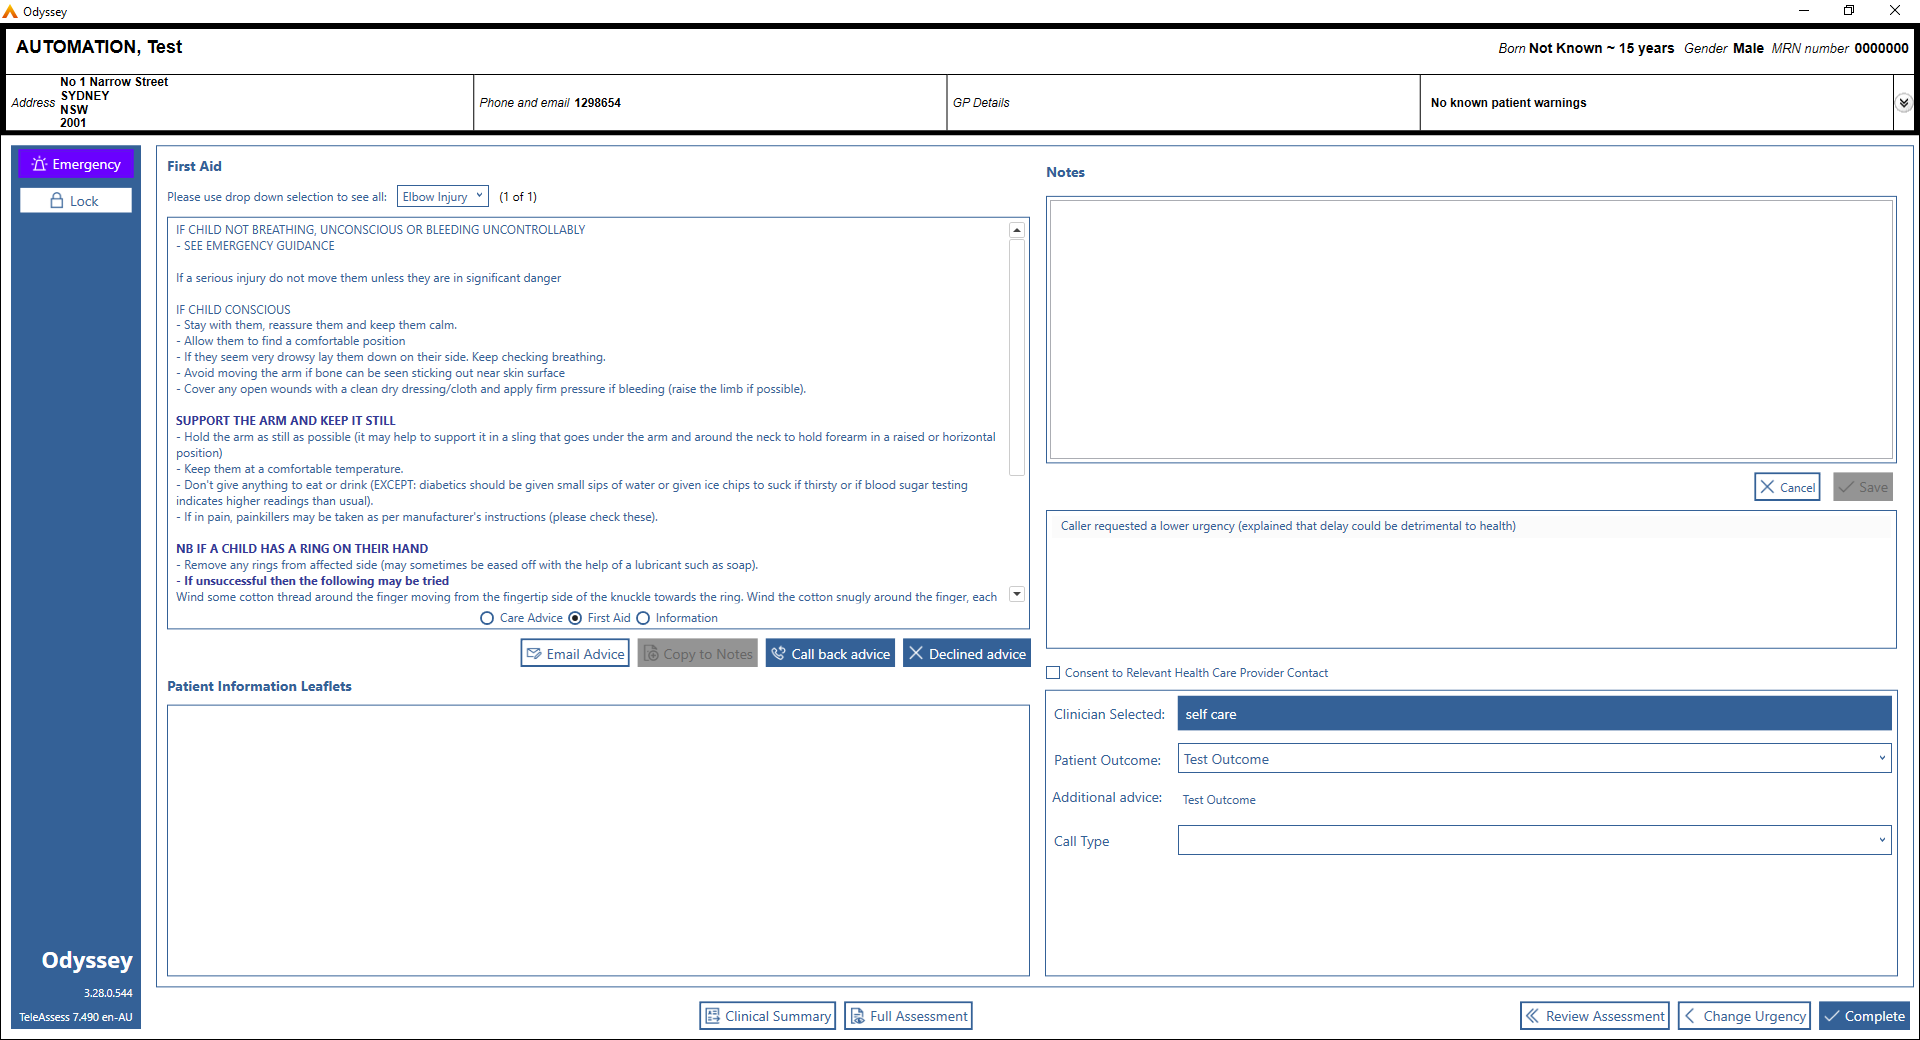 Odyssey
AUTOMATION, Test
Born Not Known ~ 15 years Gender Male MRN number 0000000
Address
No 1 Narrow Street
SYDNEY
NSW
2001
Phone and email 1298654
GP Details
No known patient warnings
Emergency
Lock
First Aid
Please use drop down selection to see all: Elbow Injury (1 of 1)
IF CHILD NOT BREATHING, UNCONSCIOUS OR BLEEDING UNCONTROLLABLY
- SEE EMERGENCY GUIDANCE
If a serious injury do not move them unless they are in significant danger
IF CHILD CONSCIOUS
- Stay with them, reassure them and keep them calm.
- Allow them to find a comfortable position
- If they seem very drowsy lay them down on their side. Keep checking breathing.
- Avoid moving the arm if bone can be seen sticking out near skin surface
- Cover any open wounds with a clean dry dressing/cloth and apply firm pressure if bleeding (raise the limb if possible).
SUPPORT THE ARM AND KEEP IT STILL
- Hold the arm as still as possible (it may help to support it in a sling that goes under the arm and around the neck to hold forearm in a raised or horizontal
position)
- Keep them at a comfortable temperature.
- Don't give anything to eat or drink (EXCEPT: diabetics should be given small sips of water or given ice chips to suck if thirsty or if blood sugar testing
indicates higher readings than usual).
- If in pain, painkillers may be taken as per manufacturer's instructions (please check these).
NB IF A CHILD HAS A RING ON THEIR HAND
- Remove any rings from affected side (may sometimes be eased off with the help of a lubricant such as soap).
- If unsuccessful then the following may be tried
Wind some cotton thread around the finger moving from the fingertip side of the knuckle towards the ring. Wind the cotton snugly around the finger, each
Care Advice First Aid Information
Email Advice Copy to Notes Call back advice Declined advice
Patient Information Leaflets
Notes
Cancel Save
Caller requested a lower urgency (explained that delay could be detrimental to health)
Consent to Relevant Health Care Provider Contact
Clinician Selected: self care
Patient Outcome: Test Outcome
Additional advice: Test Outcome
Call Type
Odyssey
3.28.0.544
TeleAssess 7.490 en-AU
Clinical Summary Full Assessment
Review Assessment Change Urgency Complete